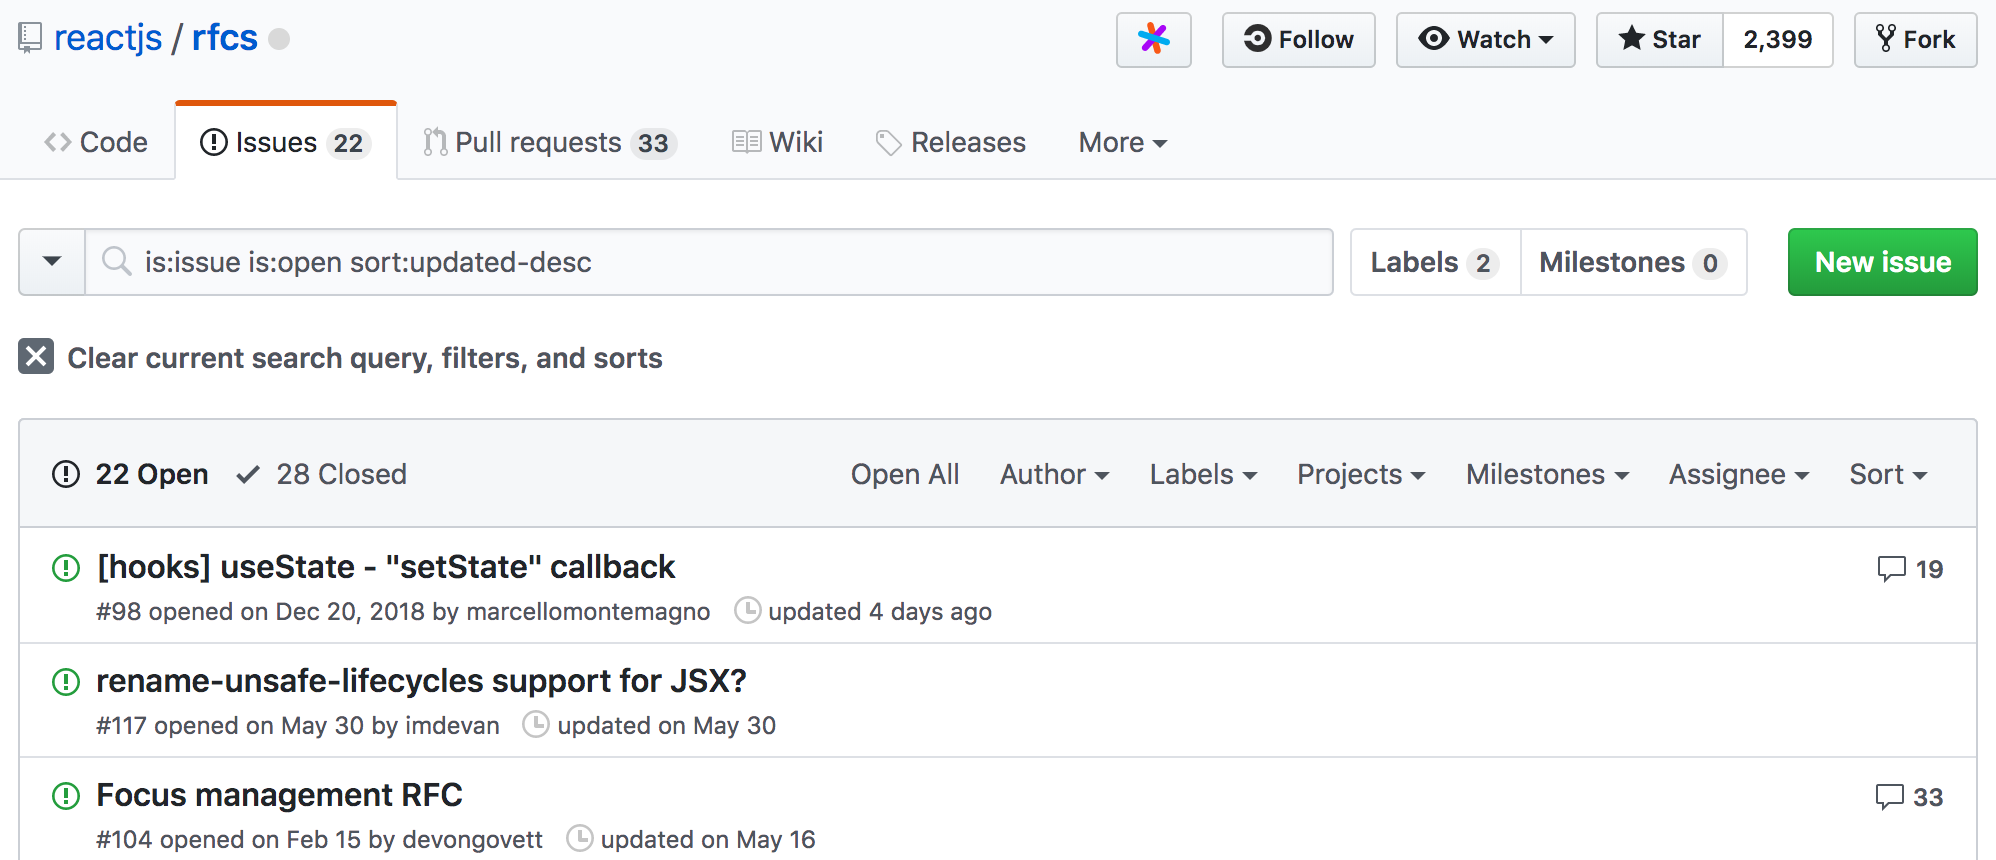 reactjs / rfcs
Follow Watch Star 2,399 Fork
Code Issues 22 Pull requests 33 Wiki Releases More
is:issue is:open sort:updated-desc Labels 2 Milestones 0 New issue
Clear current search query, filters, and sorts
22 Open 28 Closed Open All Author Labels Projects Milestones Assignee Sort
[hooks] useState - "setState" callback 19
#98 opened on Dec 20, 2018 by marcellomontemagno updated 4 days ago
rename-unsafe-lifecycles support for JSX?
#117 opened on May 30 by imdevan updated on May 30
Focus management RFC 33
#104 opened on Feb 15 by devongovett updated on May 16